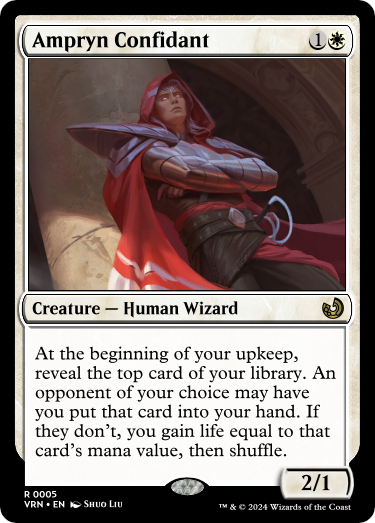 Ampryn Confidant 1
Creature — Human Wizard
At the beginning of your upkeep,
reveal the top card of your library. An
opponent of your choice may have
you put that card into your hand. If
they don't, you gain life equal to that
card's mana value, then shuffle.
2/1
R 0005
VRN • EN Shuo Liu
™ & © 2024 Wizards of the Coast